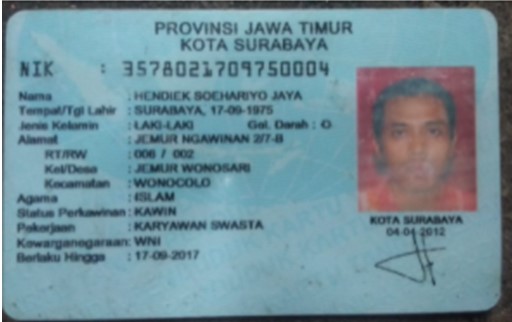 PROVINSI JAWA TIMUR
KOTA SURABAYA
NIK : 3578021709750004
Nama : HENDIEK SOEHARIYO JAYA
Tempat/Tgl Lahir : SURABAYA, 17-09-1975
Jenis Kelamin : LAKI-LAKI Gol. Darah : O
Alamat : JEMUR NGAWINAN 2/7-B
RT/RW : 006 / 002
Kel/Desa : JEMUR WONOSARI
Kecamatan : WONOCOLO
Agama : ISLAM
Status Perkawinan : KAWIN
Pekerjaan : KARYAWAN SWASTA
Kewarganegaraan : WNI
Berlaku Hingga : 17-09-2017
KOTA SURABAYA
04-04-2012